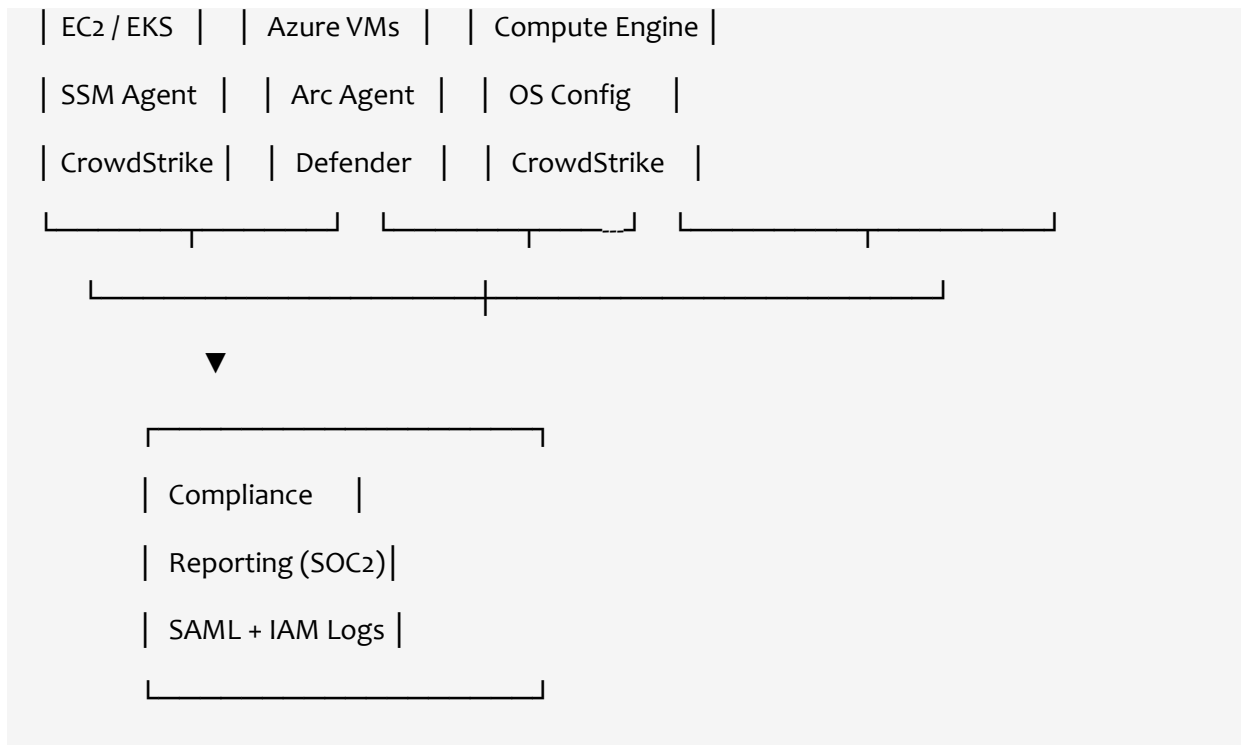 │ EC2 / EKS │ │ Azure VMs │ │ Compute Engine │
│ SSM Agent │ │ Arc Agent │ │ OS Config │
│ CrowdStrike │ │ Defender │ │ CrowdStrike │
▼
│ Compliance │
│ Reporting (SOC2)│
│ SAML + IAM Logs │